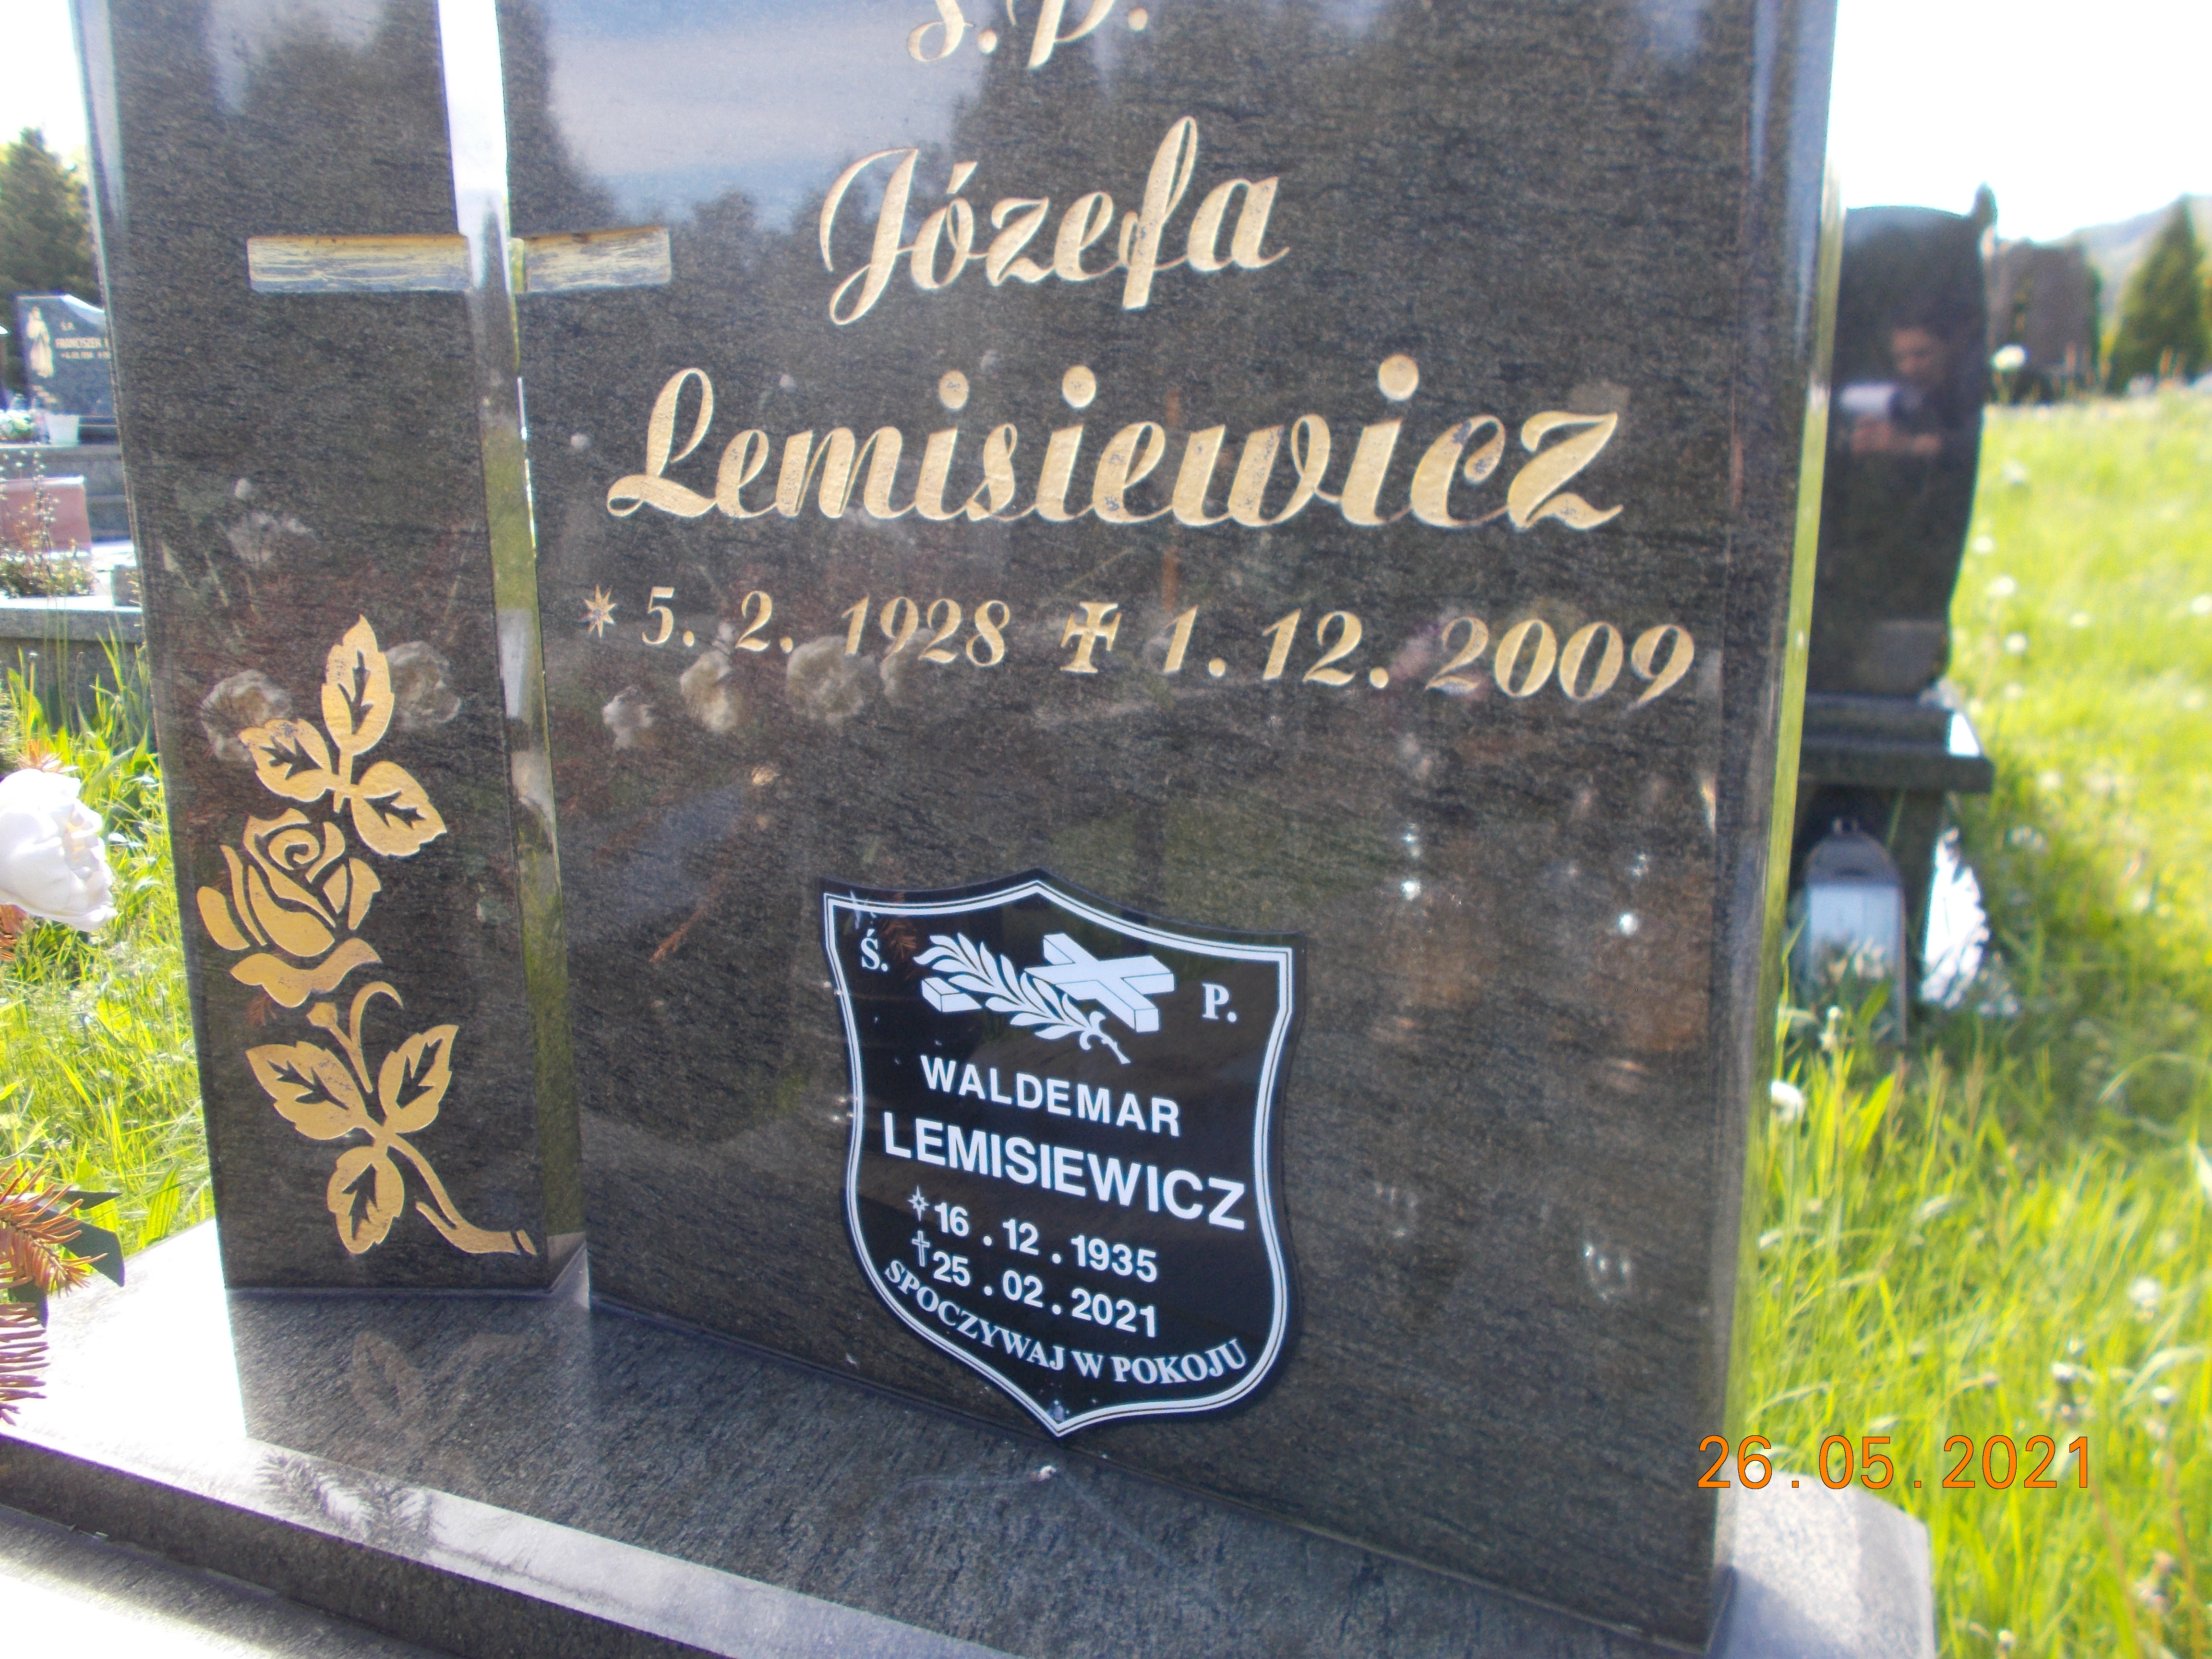 Ś.P.
Józefa
Lemisiewicz
* 5. 2. 1928 ✝ 1. 12. 2009
Ś. P.
WALDEMAR
LEMISIEWICZ
* 16.12.1935
✝ 25.02.2021
SPOCZYWAJ W POKOJU
Ś.P.
FRANCISZEK
26.05.2021